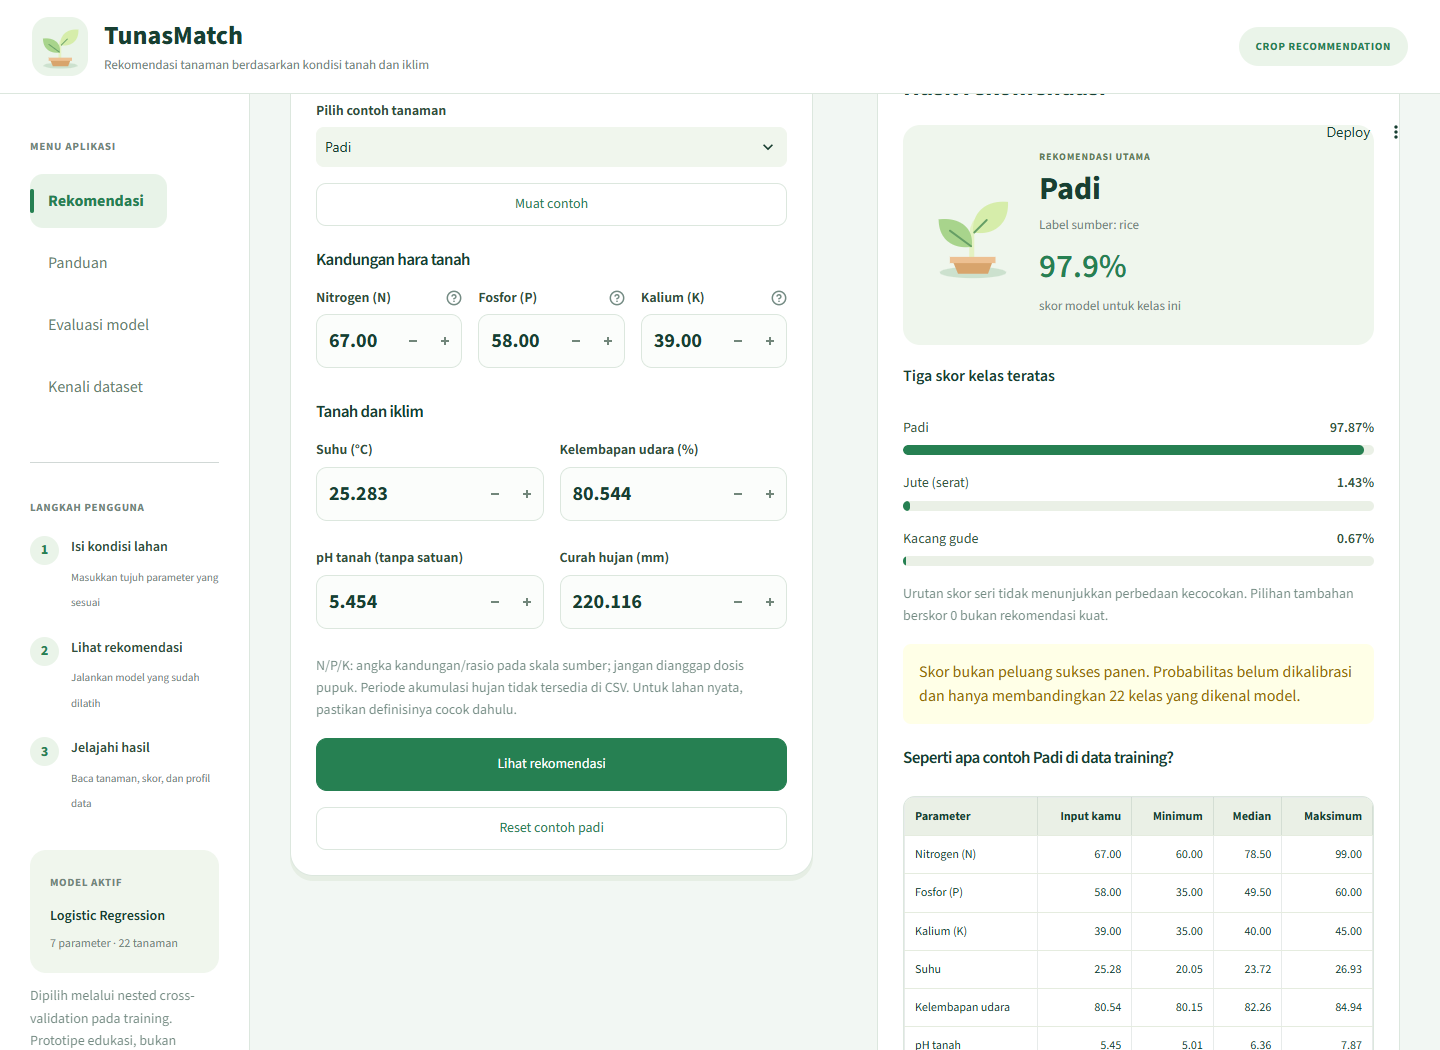 TunasMatch
Rekomendasi tanaman berdasarkan kondisi tanah dan iklim
CROP RECOMMENDATION
MENU APLIKASI
Rekomendasi
Panduan
Evaluasi model
Kenali dataset
LANGKAH PENGGUNA
1
Isi kondisi lahan
Masukkan tujuh parameter yang
sesuai
2
Lihat rekomendasi
Jalankan model yang sudah
dilatih
3
Jelajahi hasil
Baca tanaman, skor, dan profil
data
MODEL AKTIF
Logistic Regression
7 parameter · 22 tanaman
Dipilih melalui nested cross-
validation pada training.
Prototipe edukasi, bukan
Pilih contoh tanaman
Padi
Muat contoh
Kandungan hara tanah
Nitrogen (N) Fosfor (P) Kalium (K)
67.00 58.00 39.00
Tanah dan iklim
Suhu (°C) Kelembapan udara (%)
25.283 80.544
pH tanah (tanpa satuan) Curah hujan (mm)
5.454 220.116
N/P/K: angka kandungan/rasio pada skala sumber; jangan dianggap dosis
pupuk. Periode akumulasi hujan tidak tersedia di CSV. Untuk lahan nyata,
pastikan definisinya cocok dahulu.
Lihat rekomendasi
Reset contoh padi
Deploy
REKOMENDASI UTAMA
Padi
Label sumber: rice
97.9%
skor model untuk kelas ini
Tiga skor kelas teratas
Padi 97.87%
Jute (serat) 1.43%
Kacang gude 0.67%
Urutan skor seri tidak menunjukkan perbedaan kecocokan. Pilihan tambahan
berskor 0 bukan rekomendasi kuat.
Skor bukan peluang sukses panen. Probabilitas belum dikalibrasi
dan hanya membandingkan 22 kelas yang dikenal model.
Seperti apa contoh Padi di data training?
Parameter Input kamu Minimum Median Maksimum
Nitrogen (N) 67.00 60.00 78.50 99.00
Fosfor (P) 58.00 35.00 49.50 60.00
Kalium (K) 39.00 35.00 40.00 45.00
Suhu 25.28 20.05 23.72 26.93
Kelembapan udara 80.54 80.15 82.26 84.94
pH tanah 5.45 5.01 6.36 7.87